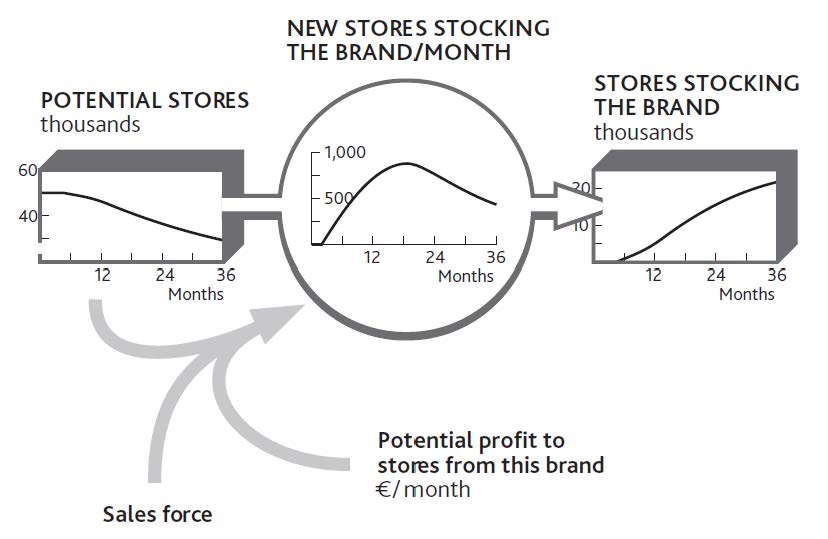 NEW STORES STOCKING
THE BRAND/MONTH
POTENTIAL STORES
thousands
STORES STOCKING
THE BRAND
thousands
60
40
12 24 36
Months
1,000
500
12 24 36
Months
20
10
12 24 36
Months
Potential profit to
stores from this brand
€/month
Sales force